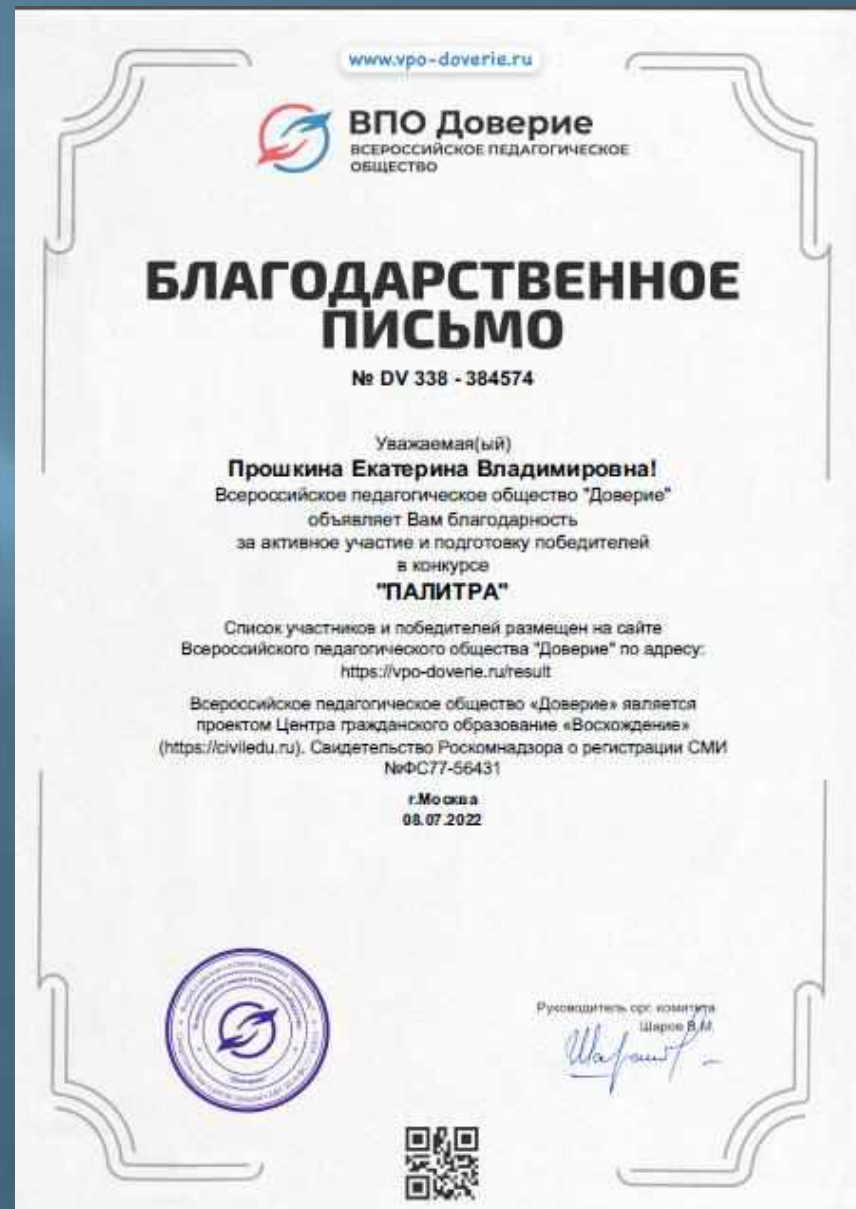 www.vpo-doverie.ru
ВПО Доверие
ВСЕРОССИЙСКОЕ ПЕДАГОГИЧЕСКОЕ
ОБЩЕСТВО
БЛАГОДАРСТВЕННОЕ
ПИСЬМО
№ DV 338 - 384574
Уважаемая(ый)
Прошкина Екатерина Владимировна!
Всероссийское педагогическое общество "Доверие"
объявляет Вам благодарность
за активное участие и подготовку победителей
в конкурсе
"ПАЛИТРА"
Список участников и победителей размещен на сайте
Всероссийского педагогического общества "Доверие" по адресу:
https://vpo-doverie.ru/result
Всероссийское педагогическое общество «Доверие» является
проектом Центра гражданского образование «Восхождение»
(https://civiledu.ru). Свидетельство Роскомнадзора о регистрации СМИ
№ФС77-56431
г.Москва
08.07.2022
Руководитель орг. комитета
Шаров В.М.